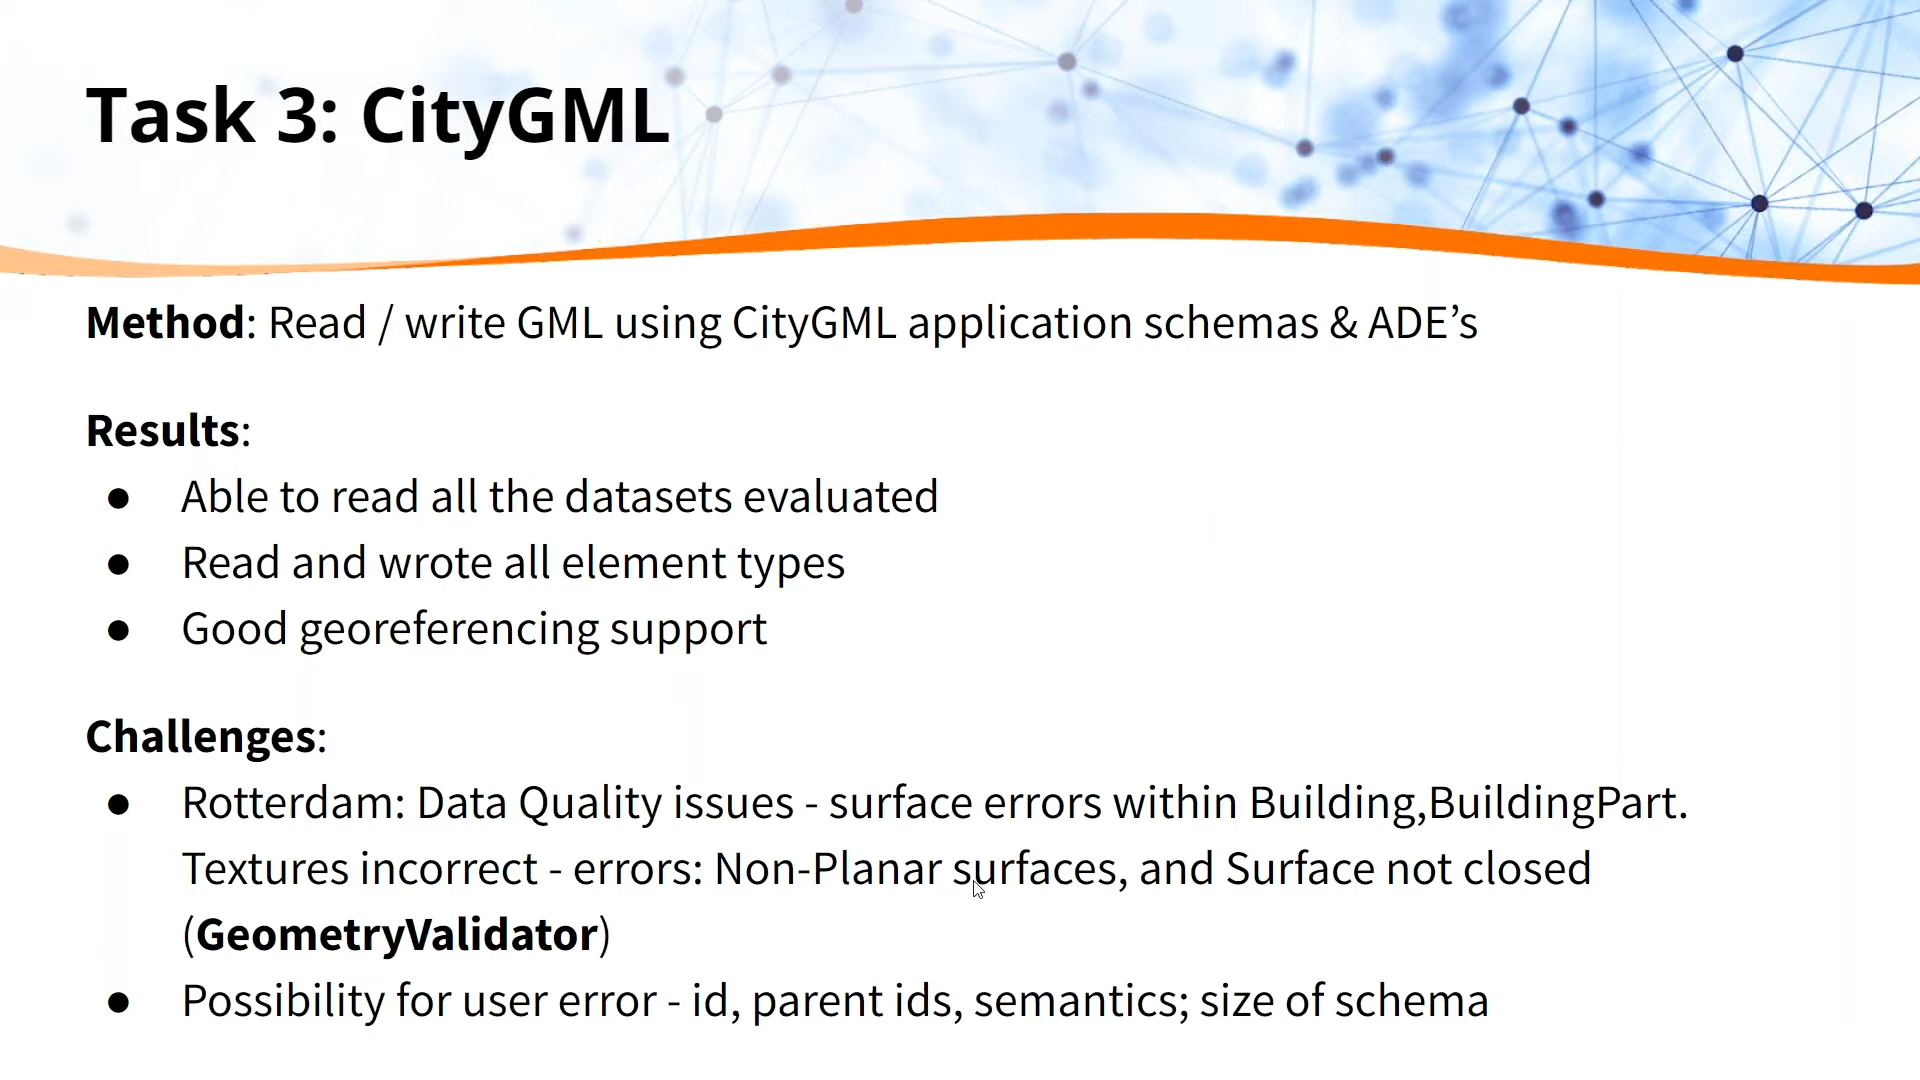 Task 3: CityGML
Method: Read / write GML using CityGML application schemas & ADE’s
Results:
● Able to read all the datasets evaluated
● Read and wrote all element types
● Good georeferencing support
Challenges:
● Rotterdam: Data Quality issues - surface errors within Building,BuildingPart.
Textures incorrect - errors: Non-Planar surfaces, and Surface not closed
(GeometryValidator)
● Possibility for user error - id, parent ids, semantics; size of schema